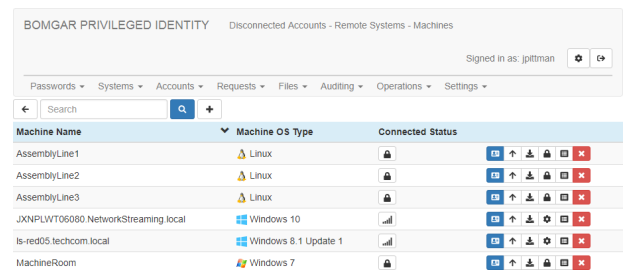 BOMGAR PRIVILEGED IDENTITY Disconnected Accounts - Remote Systems - Machines
Signed in as: jpittman
Passwords Systems Accounts Requests Files Auditing Operations Settings
Search
Machine Name Machine OS Type Connected Status
AssemblyLine1 Linux
AssemblyLine2 Linux
AssemblyLine3 Linux
JXNPLWT06080.NetworkStreaming.local Windows 10
ls-red05.techcom.local Windows 8.1 Update 1
MachineRoom Windows 7